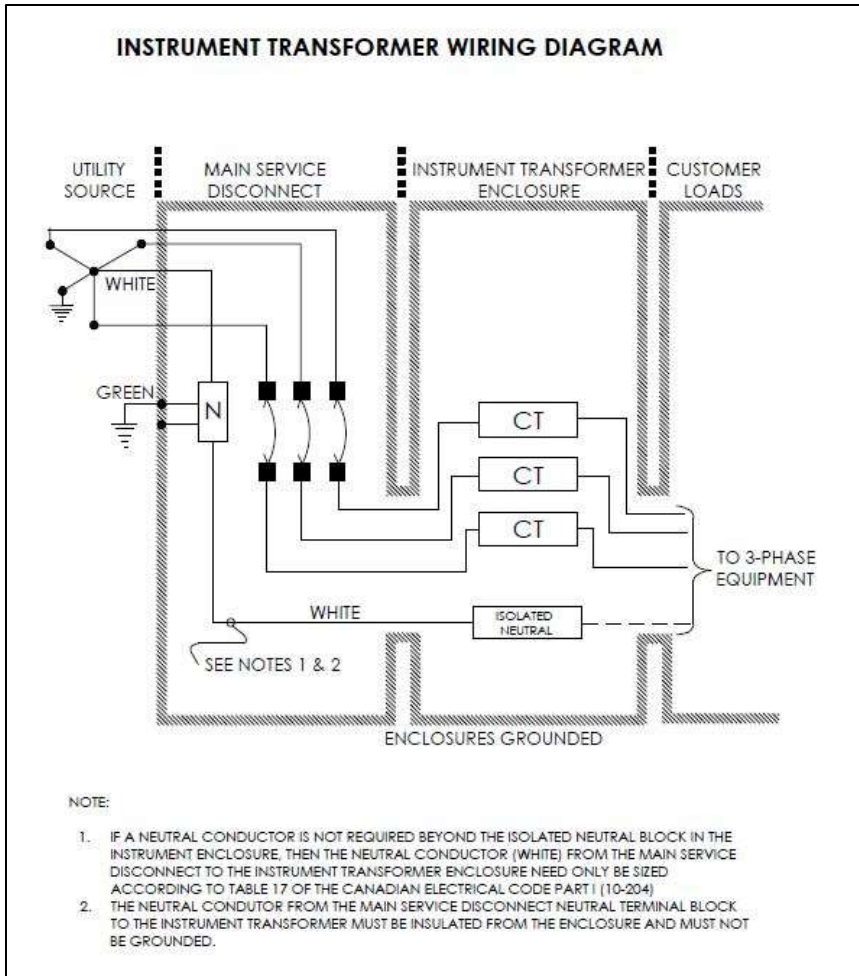 INSTRUMENT TRANSFORMER WIRING DIAGRAM
UTILITY
SOURCE
MAIN SERVICE
DISCONNECT
INSTRUMENT TRANSFORMER
ENCLOSURE
CUSTOMER
LOADS
WHITE
GREEN
N
CT
CT
CT
TO 3-PHASE
EQUIPMENT
WHITE
ISOLATED
NEUTRAL
SEE NOTES 1 & 2
ENCLOSURES GROUNDED
NOTE:
1. IF A NEUTRAL CONDUCTOR IS NOT REQUIRED BEYOND THE ISOLATED NEUTRAL BLOCK IN THE
INSTRUMENT ENCLOSURE, THEN THE NEUTRAL CONDUCTOR (WHITE) FROM THE MAIN SERVICE
DISCONNECT TO THE INSTRUMENT TRANSFORMER ENCLOSURE NEED ONLY BE SIZED
ACCORDING TO TABLE 17 OF THE CANADIAN ELECTRICAL CODE PART I (10-204)
2. THE NEUTRAL CONDUTOR FROM THE MAIN SERVICE DISCONNECT NEUTRAL TERMINAL BLOCK
TO THE INSTRUMENT TRANSFORMER MUST BE INSULATED FROM THE ENCLOSURE AND MUST NOT
BE GROUNDED.